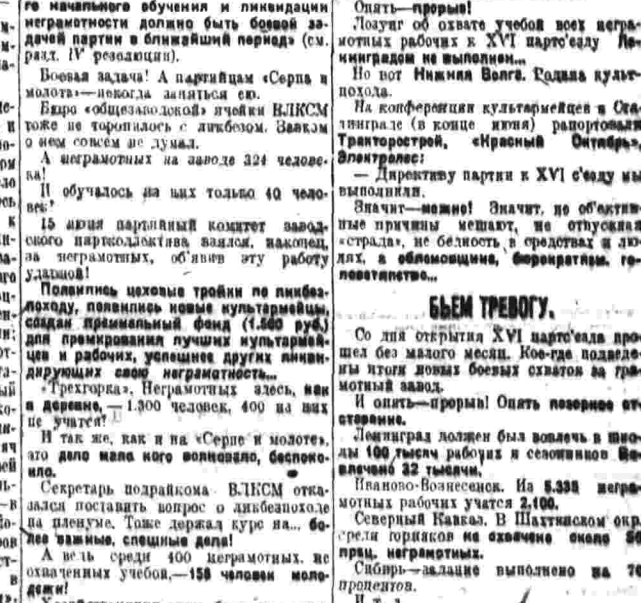 го начального обучения и ликвидации
неграмотности должно быть боевой за-
дачей партии в ближайший период» (см.
разд. IV резолюции).
Боевая задача! А партийцам «Серпа и
молота»—некогда заняться ею.
Бюро «общезаводской» ячейки ВЛКСМ
тоже не торопилось с ликбезом. Завком
о нем совсем не думал.
А неграмотных на заводе 324 челове-
ка!
И обучалось из них только 40 чело-
век!
15 июня партийный комитет завод-
ского партколлектива взялся, наконец,
за неграмотных, об'явив эту работу
ударной!
Появились цеховые тройки по ликбез-
походу, появились новые культармейцы,
создан премиальный фонд (1.500 руб.)
для премирования лучших культармей-
цев и рабочих, успешнее других ликви-
дирующих свою неграмотность...
«Трехгорка». Неграмотных здесь, как
в деревне,—1.300 человек, 400 из них
не учатся!
И так же, как и на «Серпе и молоте»,
это дело мало кого волновало, беспоко-
ило.
Секретарь подрайкома ВЛКСМ отка-
зался поставить вопрос о ликбезпоходе
на пленуме. Тоже держал курс на... бо-
лее важные, спешные дела!
А ведь среди 400 неграмотных, не
охваченных учебой,—158 человек моло-
дежи!
Опять—прорыв!
Лозунг об охвате учебой всех негра-
мотных рабочих к XVI партс'езду Ле-
нинградом не выполнен...
Но вот Нижняя Волга. Родина культ-
похода.
На конференции культармейцев в Ста-
линграде (в конце июня) рапортовали
Тракторострой, «Красный Октябрь»,
Электролес:
— Директиву партии к XVI с'езду мы
выполнили.
Значит—можно! Значит, не об'ектив-
ные причины мешают, не отпускная
«страда», не бедность в средствах и лю-
дях, а обломовщина, бюрократизм, го-
ловотяпство...
БЬЕМ ТРЕВОГУ.
Со дня открытия XVI партс'езда про-
шел без малого месяц. Кое-где подведе-
ны итоги новых боевых охватов за гра-
мотный завод.
И опять—прорыв! Опять позорное от-
ставание.
Ленинград должен был вовлечь в шко-
лы 100 тысяч рабочих и сезонников. Во-
влечено 32 тысячи.
Иваново-Вознесенск. Из 5.335 негра-
мотных рабочих учатся 2.100.
Северный Кавказ. В Шахтинском окр.
среди горняков не охвачено около 50
проц. неграмотных.
Сибирь—задание выполнено на 70
процентов.